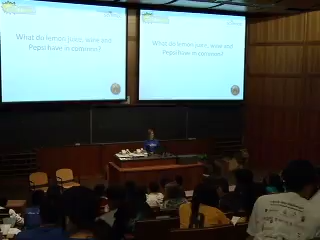 What do lemon juice, wine and
Pepsi have in common?
What do lemon juice, wine and
Pepsi have in common?